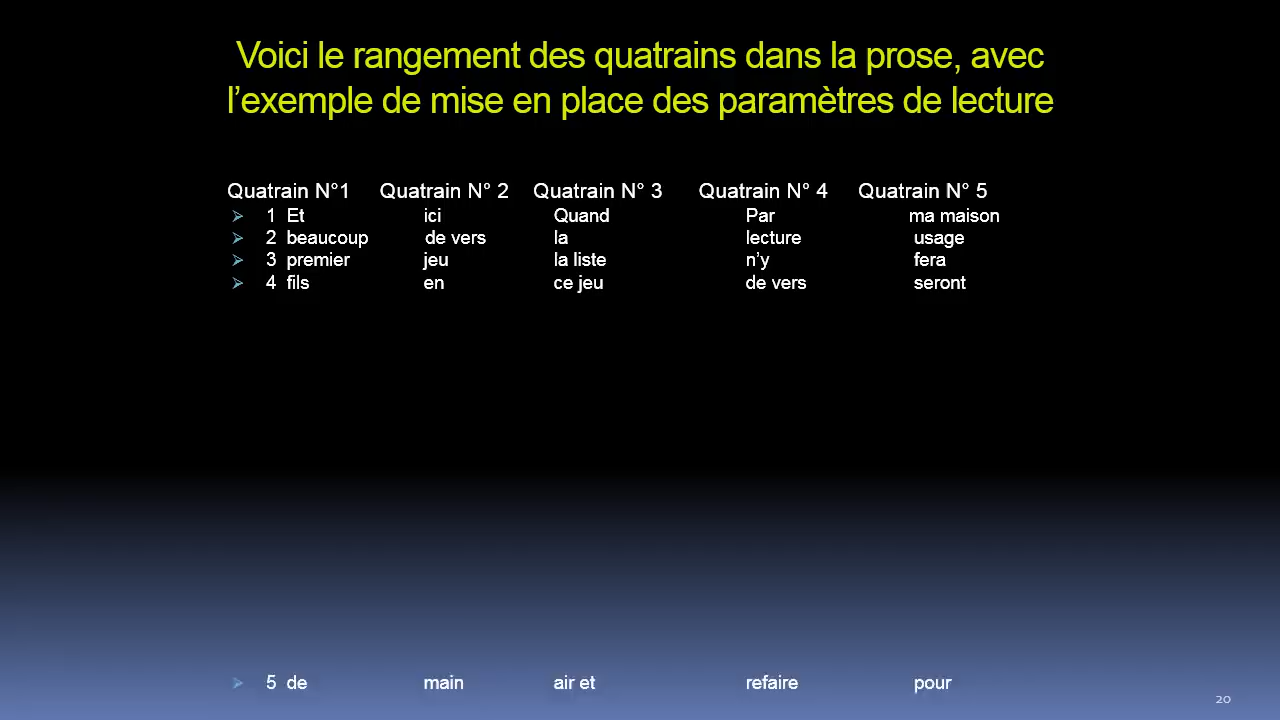 Voici le rangement des quatrains dans la prose, avec
l’exemple de mise en place des paramètres de lecture
Quatrain N°1 Quatrain N° 2 Quatrain N° 3 Quatrain N° 4 Quatrain N° 5
1 Et ici Quand Par ma maison
2 beaucoup de vers la lecture usage
3 premier jeu la liste n’y fera
4 fils en ce jeu de vers seront
5 de main air et refaire pour
20